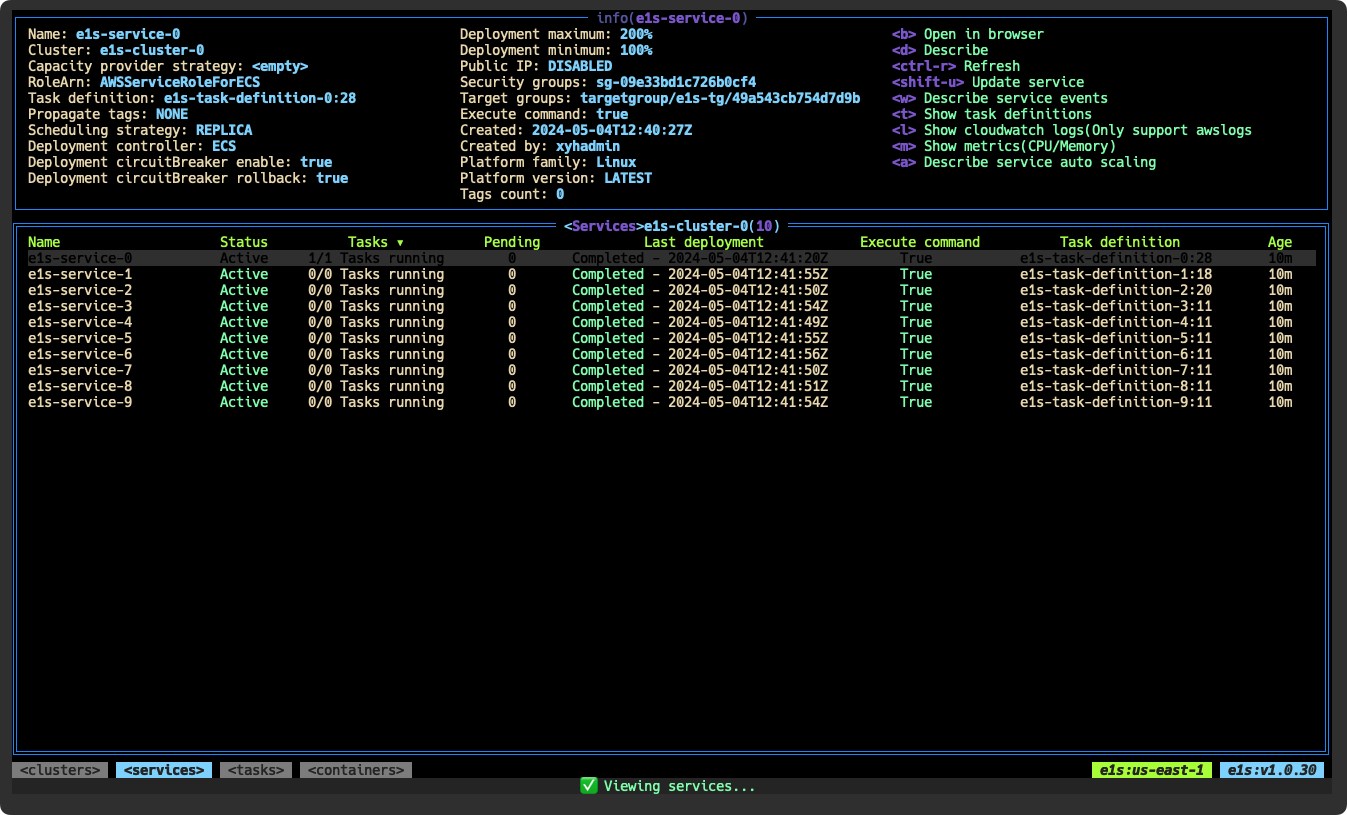 info(e1s-service-0)
Name: e1s-service-0
Cluster: e1s-cluster-0
Capacity provider strategy: <empty>
RoleArn: AWSServiceRoleForECS
Task definition: e1s-task-definition-0:28
Propagate tags: NONE
Scheduling strategy: REPLICA
Deployment controller: ECS
Deployment circuitBreaker enable: true
Deployment circuitBreaker rollback: true
Deployment maximum: 200%
Deployment minimum: 100%
Public IP: DISABLED
Security groups: sg-09e33bd1c726b0cf4
Target groups: targetgroup/e1s-tg/49a543cb754d7d9b
Execute command: true
Created: 2024-05-04T12:40:27Z
Created by: xyhadmin
Platform family: Linux
Platform version: LATEST
Tags count: 0
<b> Open in browser
<d> Describe
<ctrl-r> Refresh
<shift-u> Update service
<w> Describe service events
<t> Show task definitions
<l> Show cloudwatch logs(Only support awslogs
<m> Show metrics(CPU/Memory)
<a> Describe service auto scaling
<Services>e1s-cluster-0(10)
Name Status Tasks ▼ Pending Last deployment Execute command Task definition Age
e1s-service-0 Active 1/1 Tasks running 0 Completed - 2024-05-04T12:41:20Z True e1s-task-definition-0:28 10m
e1s-service-1 Active 0/0 Tasks running 0 Completed - 2024-05-04T12:41:55Z True e1s-task-definition-1:18 10m
e1s-service-2 Active 0/0 Tasks running 0 Completed - 2024-05-04T12:41:50Z True e1s-task-definition-2:20 10m
e1s-service-3 Active 0/0 Tasks running 0 Completed - 2024-05-04T12:41:54Z True e1s-task-definition-3:11 10m
e1s-service-4 Active 0/0 Tasks running 0 Completed - 2024-05-04T12:41:49Z True e1s-task-definition-4:11 10m
e1s-service-5 Active 0/0 Tasks running 0 Completed - 2024-05-04T12:41:55Z True e1s-task-definition-5:11 10m
e1s-service-6 Active 0/0 Tasks running 0 Completed - 2024-05-04T12:41:56Z True e1s-task-definition-6:11 10m
e1s-service-7 Active 0/0 Tasks running 0 Completed - 2024-05-04T12:41:50Z True e1s-task-definition-7:11 10m
e1s-service-8 Active 0/0 Tasks running 0 Completed - 2024-05-04T12:41:51Z True e1s-task-definition-8:11 10m
e1s-service-9 Active 0/0 Tasks running 0 Completed - 2024-05-04T12:41:54Z True e1s-task-definition-9:11 10m
<clusters> <services> <tasks> <containers> e1s:us-east-1 e1s:v1.0.30
✅ Viewing services...